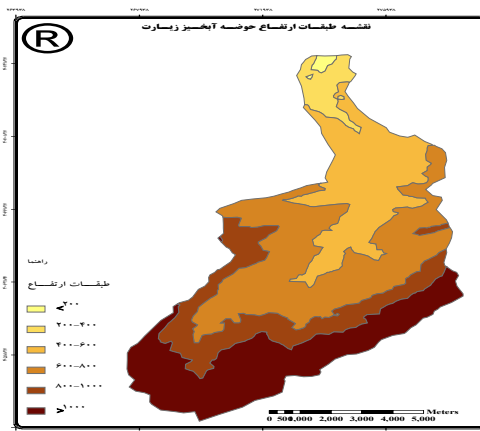 ®
نقشه طبقات ارتفاع حوضه آبخیز زیارت
راهنما
طبقات ارتفاع
<۲۰۰
۲۰۰-۴۰۰
۴۰۰-۶۰۰
۶۰۰-۸۰۰
۸۰۰-۱۰۰۰
>۱۰۰۰
0 500 1,000 2,000 3,000 4,000 5,000 Meters